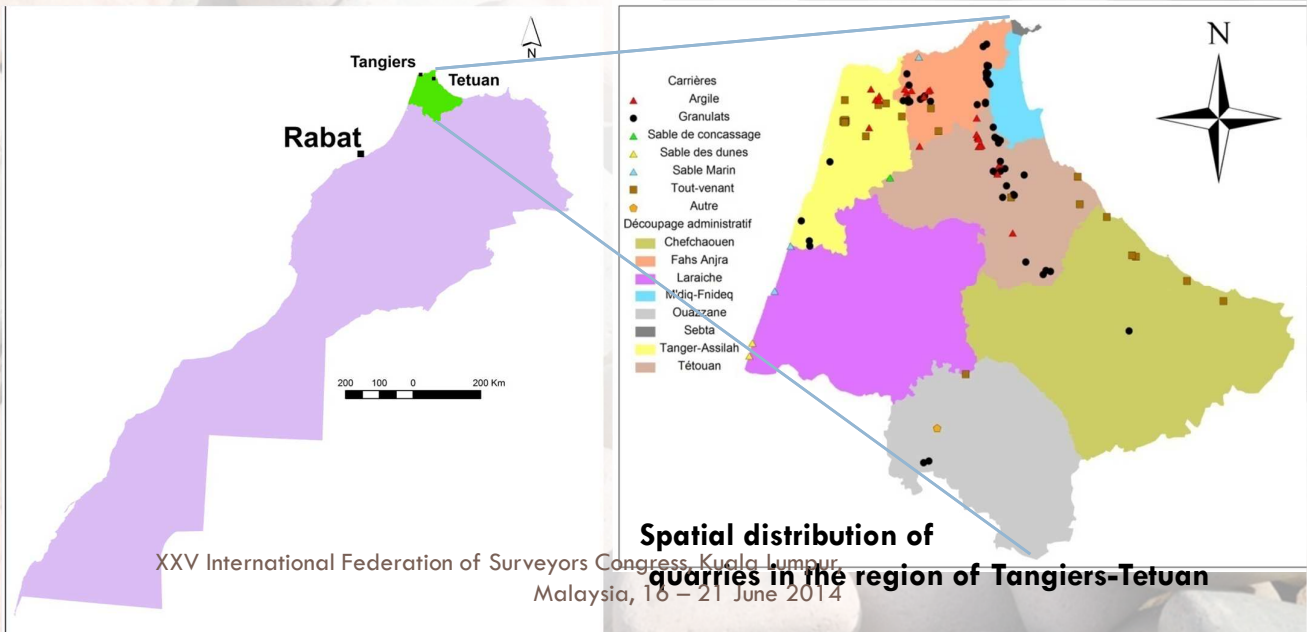 Tangiers
Tetuan
N
Rabat
200 100 0 200 Km
N
Carrières
Argile
Granulats
Sable de concassage
Sable des dunes
Sable Marin
Tout-venant
Autre
Découpage administratif
Chefchaouen
Fahs Anjra
Laraiche
M'diq-Fnideq
Ouazzane
Sebta
Tanger-Assilah
Tétouan
Spatial distribution of
quarries in the region of Tangiers-Tetuan
XXV International Federation of Surveyors Congress, Kuala Lumpur,
Malaysia, 16 – 21 June 2014